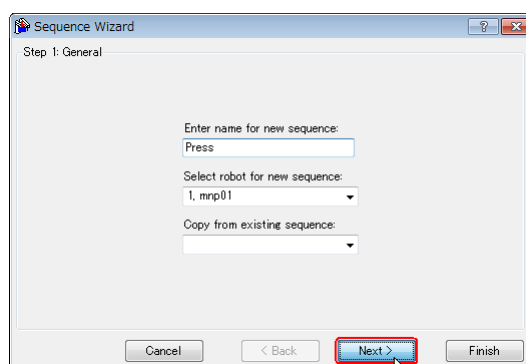 Sequence Wizard
Step 1: General
Enter name for new sequence:
Press
Select robot for new sequence:
1, mnp01
Copy from existing sequence:
Cancel
< Back
Next >
Finish